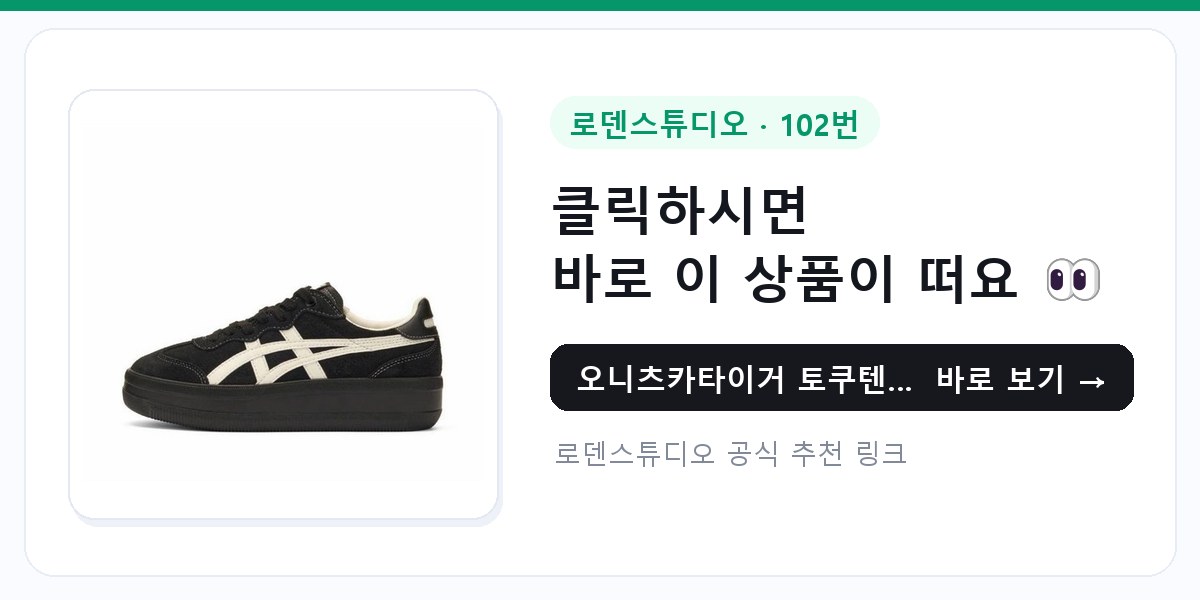 로덴스튜디오 · 102번
클릭하시면
바로 이 상품이 떠요 👀
오니츠카타이거 토쿠텐... 바로 보기 →
로덴스튜디오 공식 추천 링크